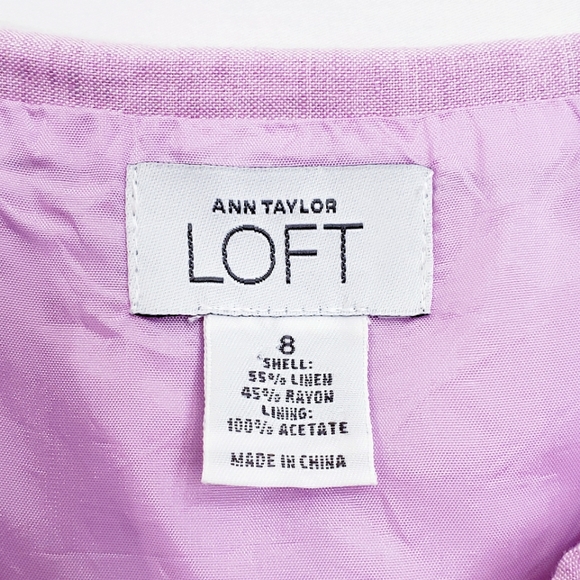 ANN TAYLOR
LOFT
8
SHELL:
55% LINEN
45% RAYON
LINING:
100% ACETATE
MADE IN CHINA